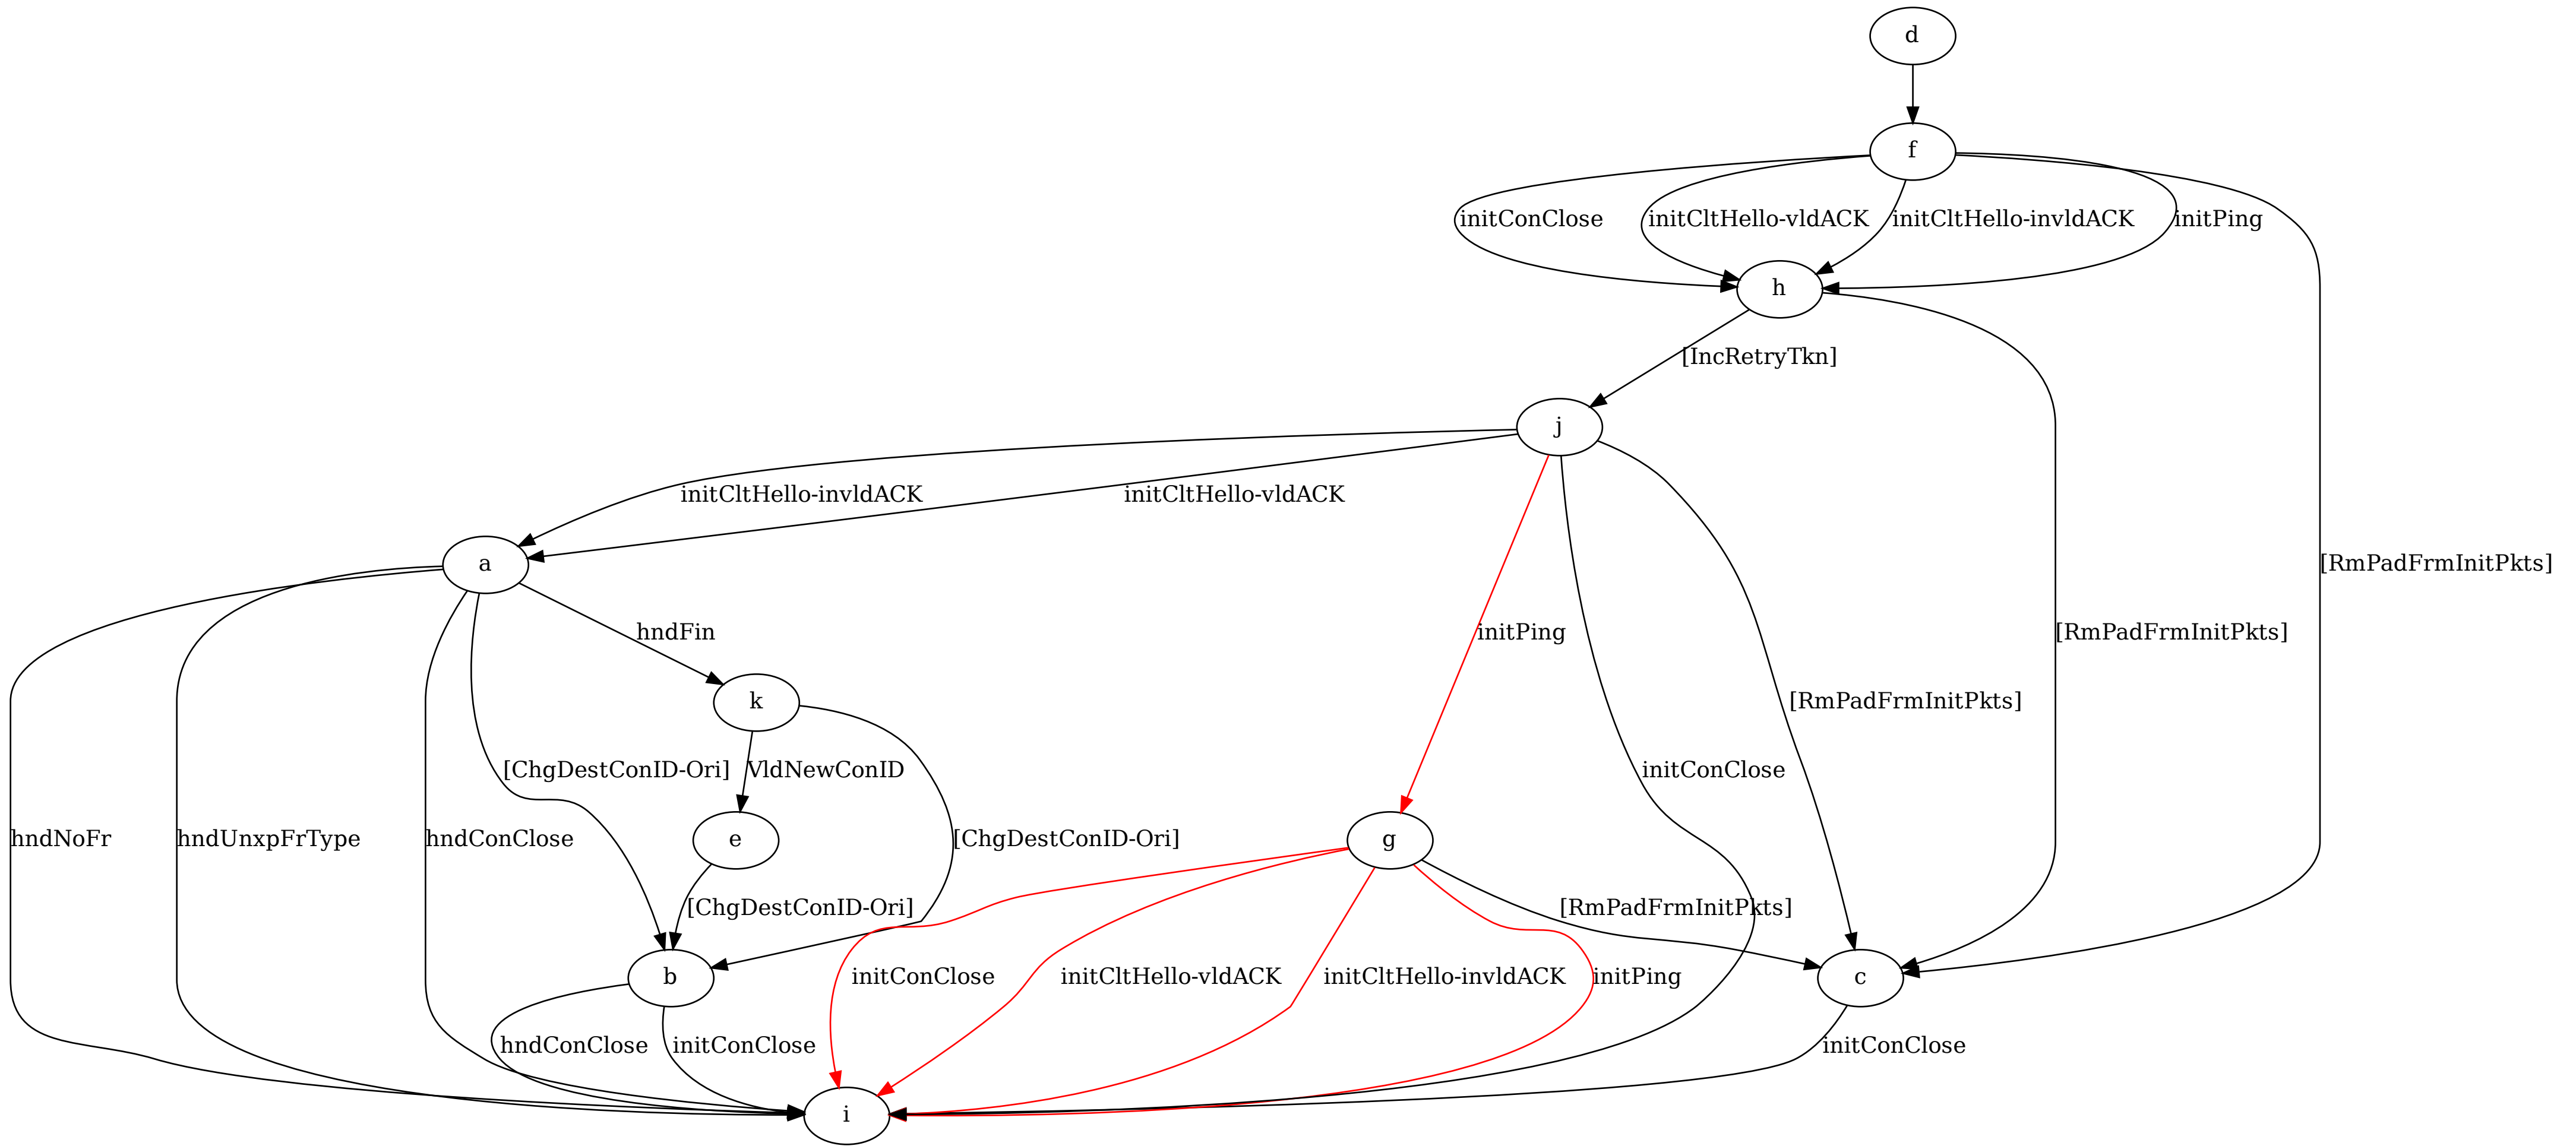 d
f
initConClose
initCltHello-vldACK
initCltHello-invldACK
initPing
h
[IncRetryTkn]
j
initCltHello-invldACK
initCltHello-vldACK
a
[RmPadFrmInitPkts]
hndFin
initPing
[RmPadFrmInitPkts]
k
[RmPadFrmInitPkts]
[ChgDestConID-Ori]
VldNewConID
initConClose
hndNoFr
hndUnxpFrType
hndConClose
e
[ChgDestConID-Ori]
g
[ChgDestConID-Ori]
[RmPadFrmInitPkts]
b
initConClose
initCltHello-vldACK
initCltHello-invldACK
initPing
c
hndConClose
initConClose
initConClose
i